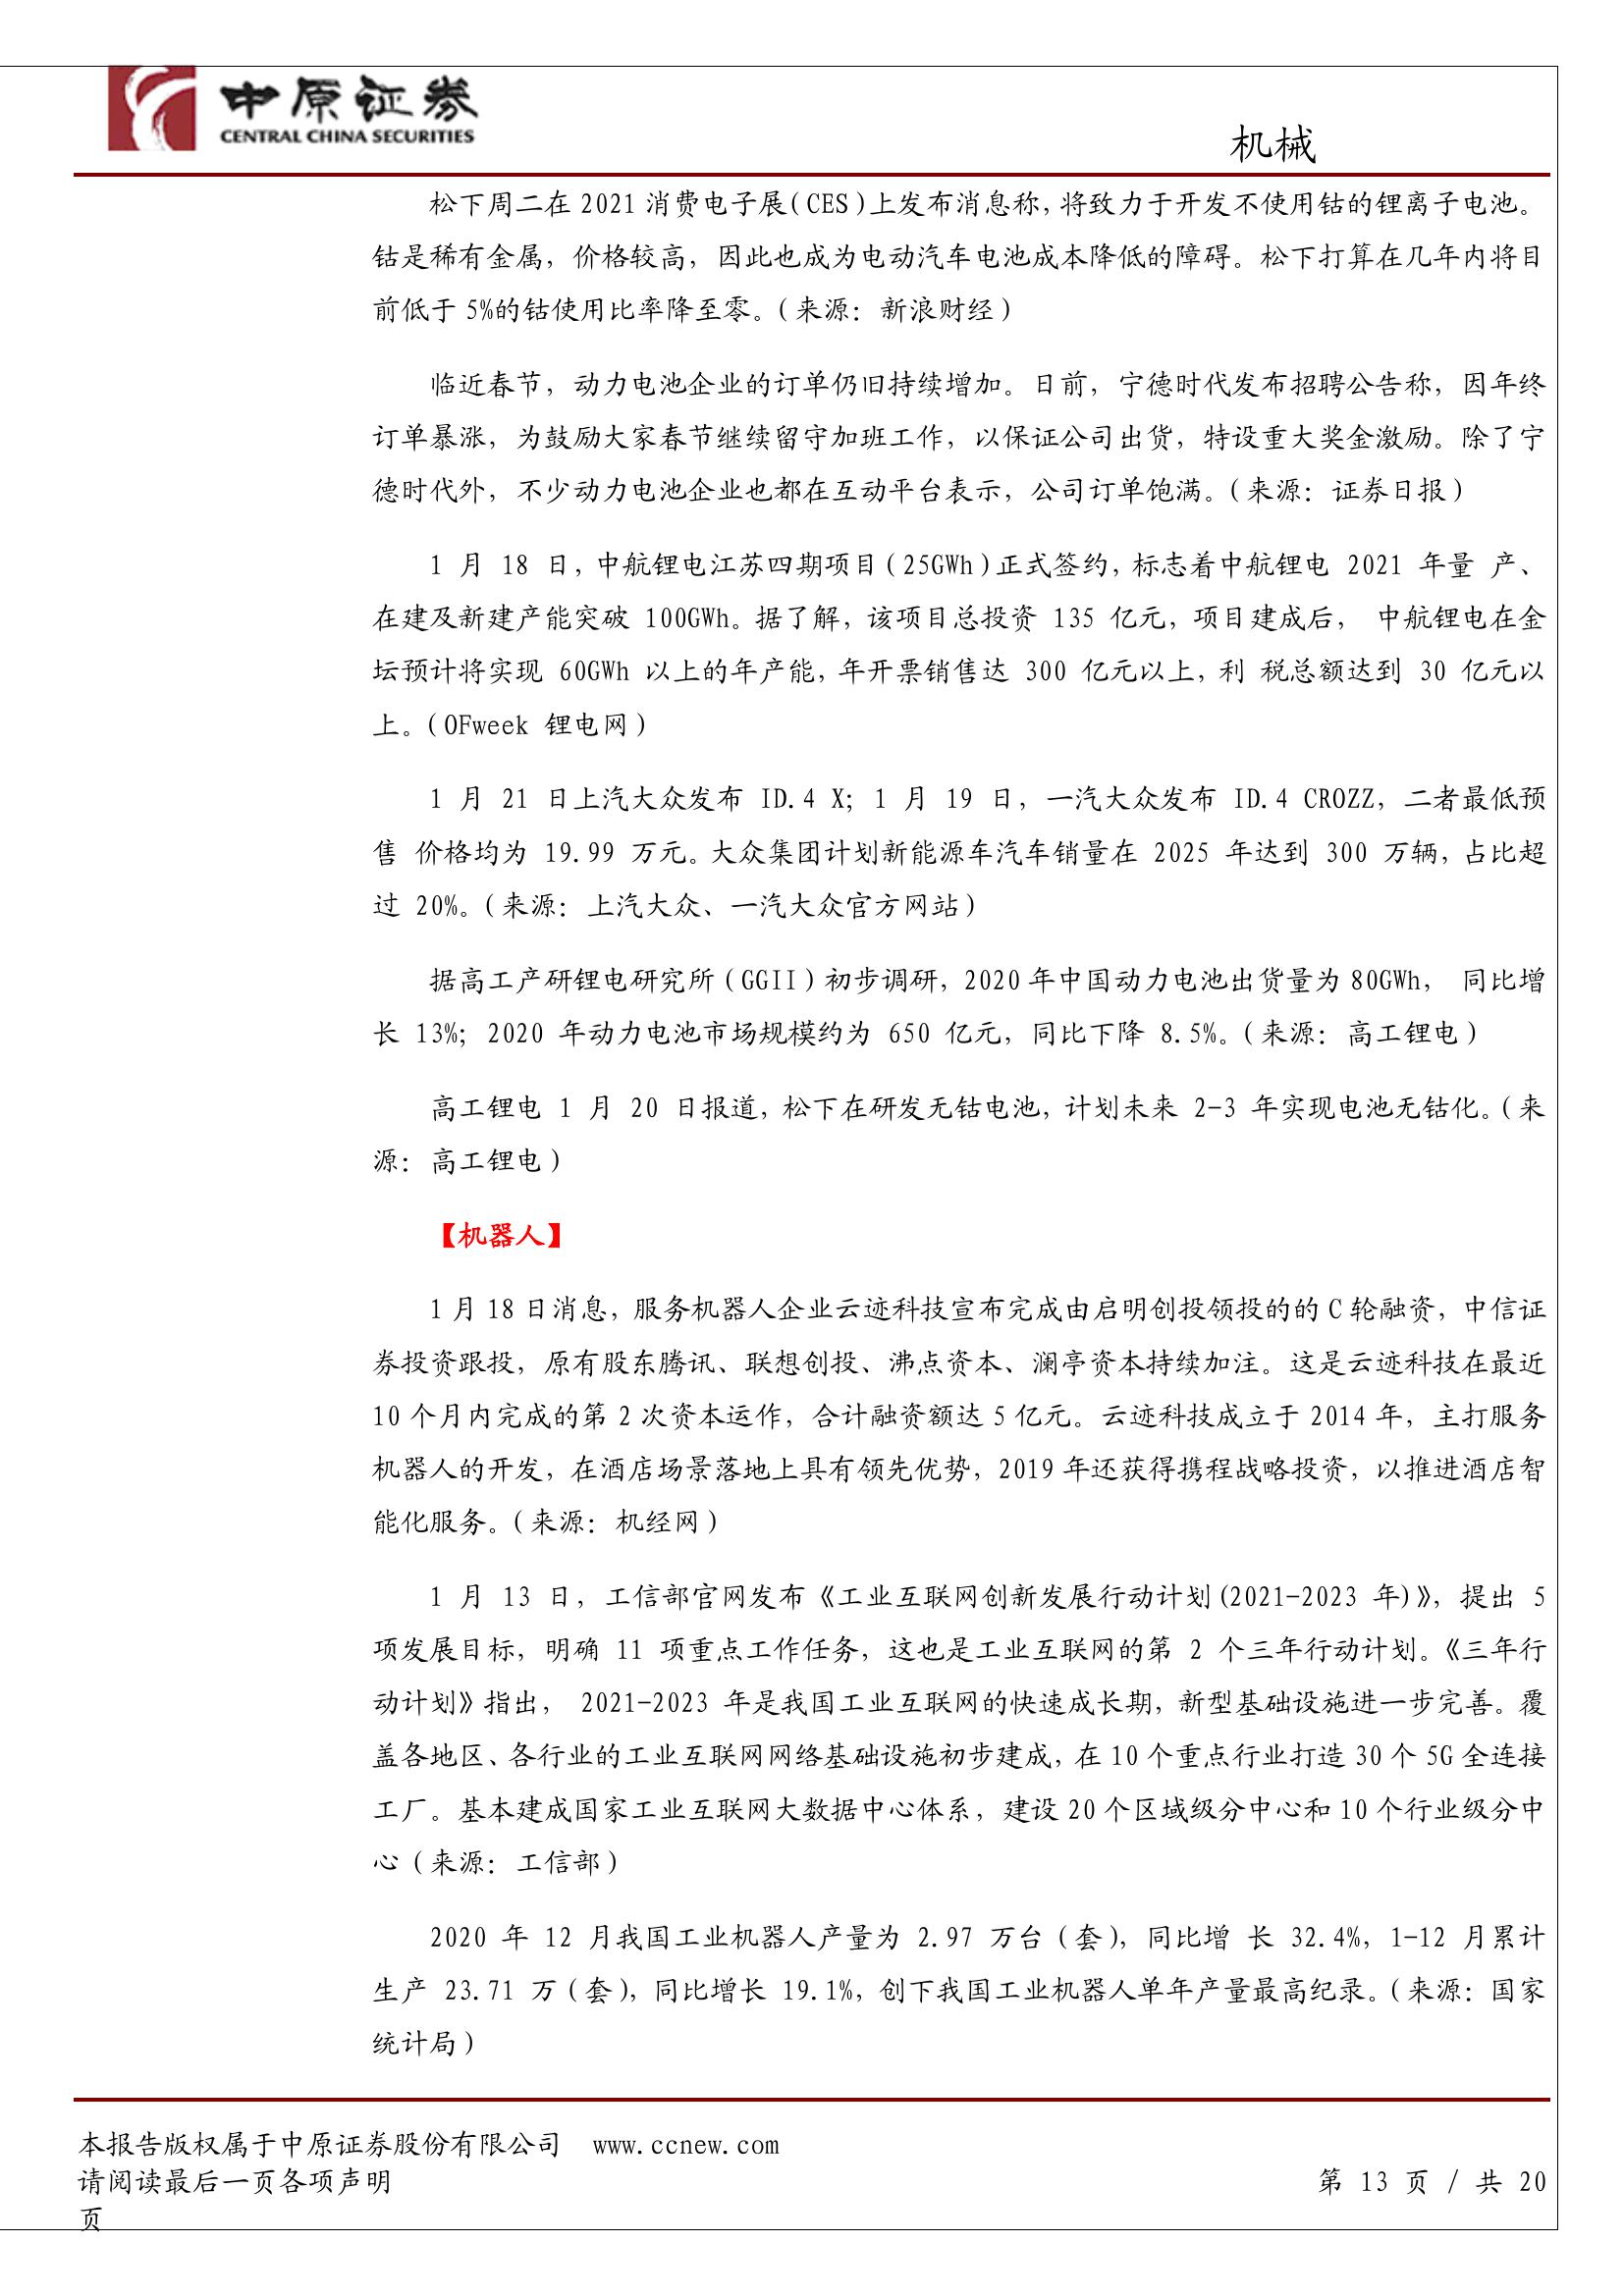 中原证券
CENTRAL CHINA SECURITIES
机械
松下周二在2021消费电子展(CES)上发布消息称,将致力于开发不使用钴的锂离子电池。
钴是稀有金属，价格较高，因此也成为电动汽车电池成本降低的障碍。松下打算在几年内将目
前低于5%的钴使用比率降至零。(来源：新浪财经)
临近春节，动力电池企业的订单仍旧持续增加。日前，宁德时代发布招聘公告称，因年终
订单暴涨，为鼓励大家春节继续留守加班工作，以保证公司出货，特设重大奖金激励。除了宁
德时代外，不少动力电池企业也都在互动平台表示，公司订单饱满。(来源：证券日报)
1 月 18 日,中航锂电江苏四期项目(25GWh)正式签约,标志着中航锂电 2021 年量 产、
在建及新建产能突破 100GWh。据了解,该项目总投资 135 亿元,项目建成后， 中航锂电在金
坛预计将实现 60GWh 以上的年产能,年开票销售达 300 亿元以上,利 税总额达到 30 亿元以
上。(OFweek 锂电网)
1 月 21 日上汽大众发布 ID.4 X；1 月 19 日，一汽大众发布 ID.4 CROZZ，二者最低预
售 价格均为 19.99 万元。大众集团计划新能源车汽车销量在 2025 年达到 300 万辆,占比超
过 20%。(来源：上汽大众、一汽大众官方网站)
据高工产研锂电研究所(GGII)初步调研，2020年中国动力电池出货量为80GWh， 同比增
长 13%；2020 年动力电池市场规模约为 650 亿元，同比下降 8.5%。(来源：高工锂电)
高工锂电 1 月 20 日报道,松下在研发无钴电池,计划未来 2-3 年实现电池无钴化。(来
源：高工锂电)
【机器人】
1月18日消息，服务机器人企业云迹科技宣布完成由启明创投领投的的C轮融资，中信证
券投资跟投，原有股东腾讯、联想创投、沸点资本、澜亭资本持续加注。这是云迹科技在最近
10个月内完成的第2次资本运作，合计融资额达5亿元。云迹科技成立于2014年，主打服务
机器人的开发，在酒店场景落地上具有领先优势，2019年还获得携程战略投资，以推进酒店智
能化服务。(来源：机经网)
1 月 13 日，工信部官网发布《工业互联网创新发展行动计划(2021-2023 年)》，提出 5
项发展目标，明确 11 项重点工作任务，这也是工业互联网的第 2 个三年行动计划。《三年行
动计划》指出， 2021-2023 年是我国工业互联网的快速成长期，新型基础设施进一步完善。覆
盖各地区、各行业的工业互联网网络基础设施初步建成,在10个重点行业打造30个5G全连接
工厂。基本建成国家工业互联网大数据中心体系，建设20个区域级分中心和10个行业级分中
心(来源：工信部)
2020 年 12 月我国工业机器人产量为 2.97 万台(套)，同比增 长 32.4%，1-12 月累计
生产 23.71 万(套)，同比增长 19.1%，创下我国工业机器人单年产量最高纪录。(来源：国家
统计局)
本报告版权属于中原证券股份有限公司 www.ccnew.com
请阅读最后一页各项声明 第 13 页 / 共 20
页